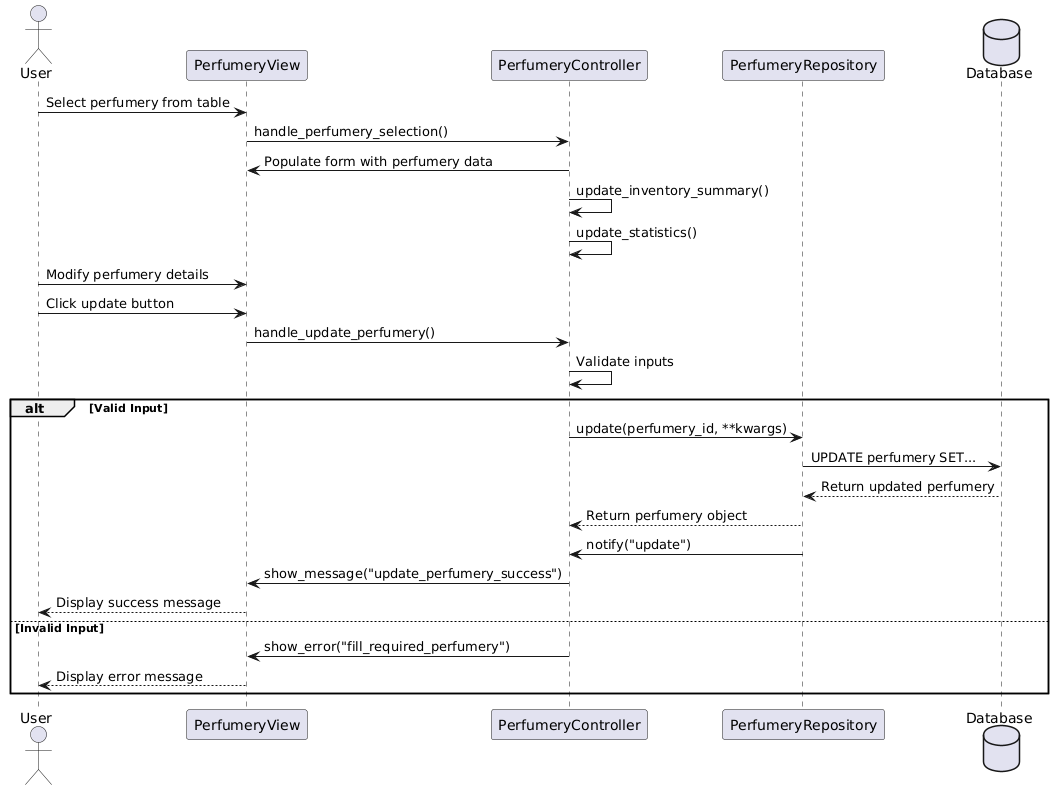 User
PerfumeryView
PerfumeryController
PerfumeryRepository
Database
Select perfumery from table
handle_perfumery_selection()
Populate form with perfumery data
update_inventory_summary()
update_statistics()
Modify perfumery details
Click update button
handle_update_perfumery()
Validate inputs
alt [Valid Input]
update(perfumery_id, **kwargs)
UPDATE perfumery SET...
Return updated perfumery
Return perfumery object
notify("update")
show_message("update_perfumery_success")
Display success message
[Invalid Input]
show_error("fill_required_perfumery")
Display error message
User
PerfumeryView
PerfumeryController
PerfumeryRepository
Database